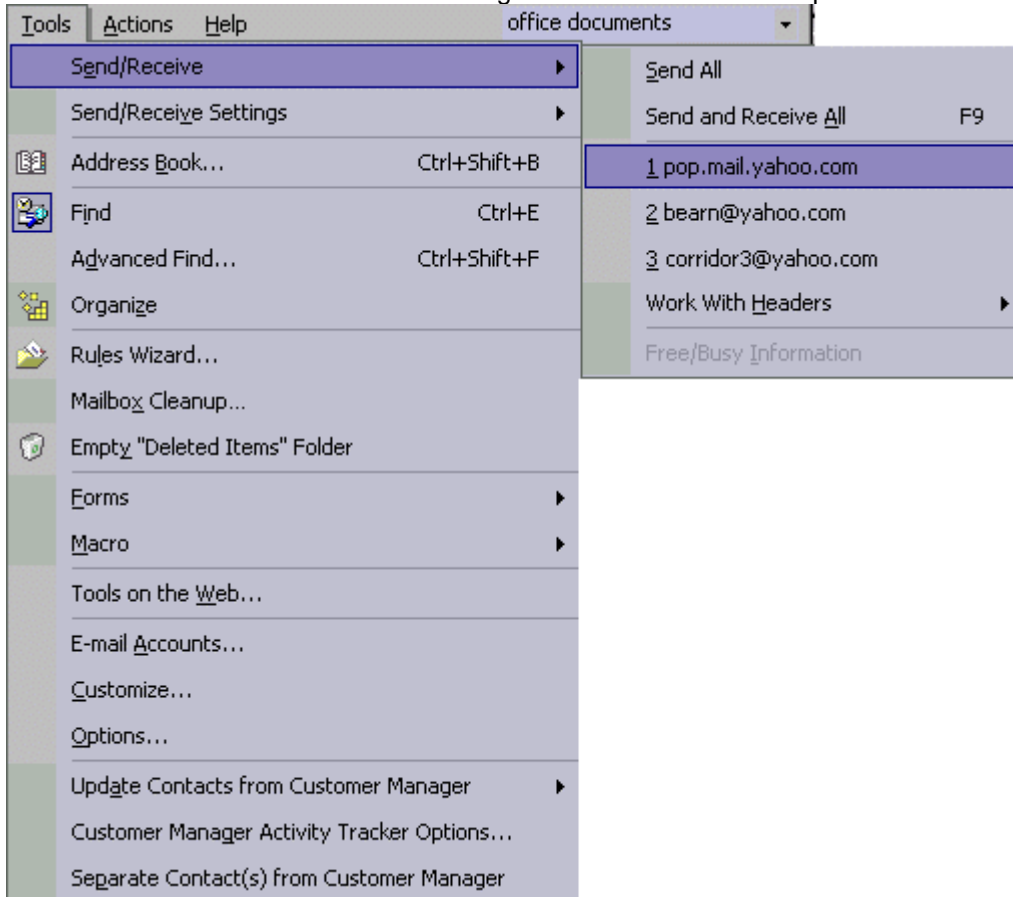 Tools Actions Help office documents
Send/Receive
Send/Receive Settings
Address Book... Ctrl+Shift+B
Find Ctrl+E
Advanced Find... Ctrl+Shift+F
Organize
Rules Wizard...
Mailbox Cleanup...
Empty "Deleted Items" Folder
Forms
Macro
Tools on the Web...
E-mail Accounts...
Customize...
Options...
Update Contacts from Customer Manager
Customer Manager Activity Tracker Options...
Separate Contact(s) from Customer Manager
Send All
Send and Receive All F9
1 pop.mail.yahoo.com
2 bearn@yahoo.com
3 corridor3@yahoo.com
Work With Headers
Free/Busy Information